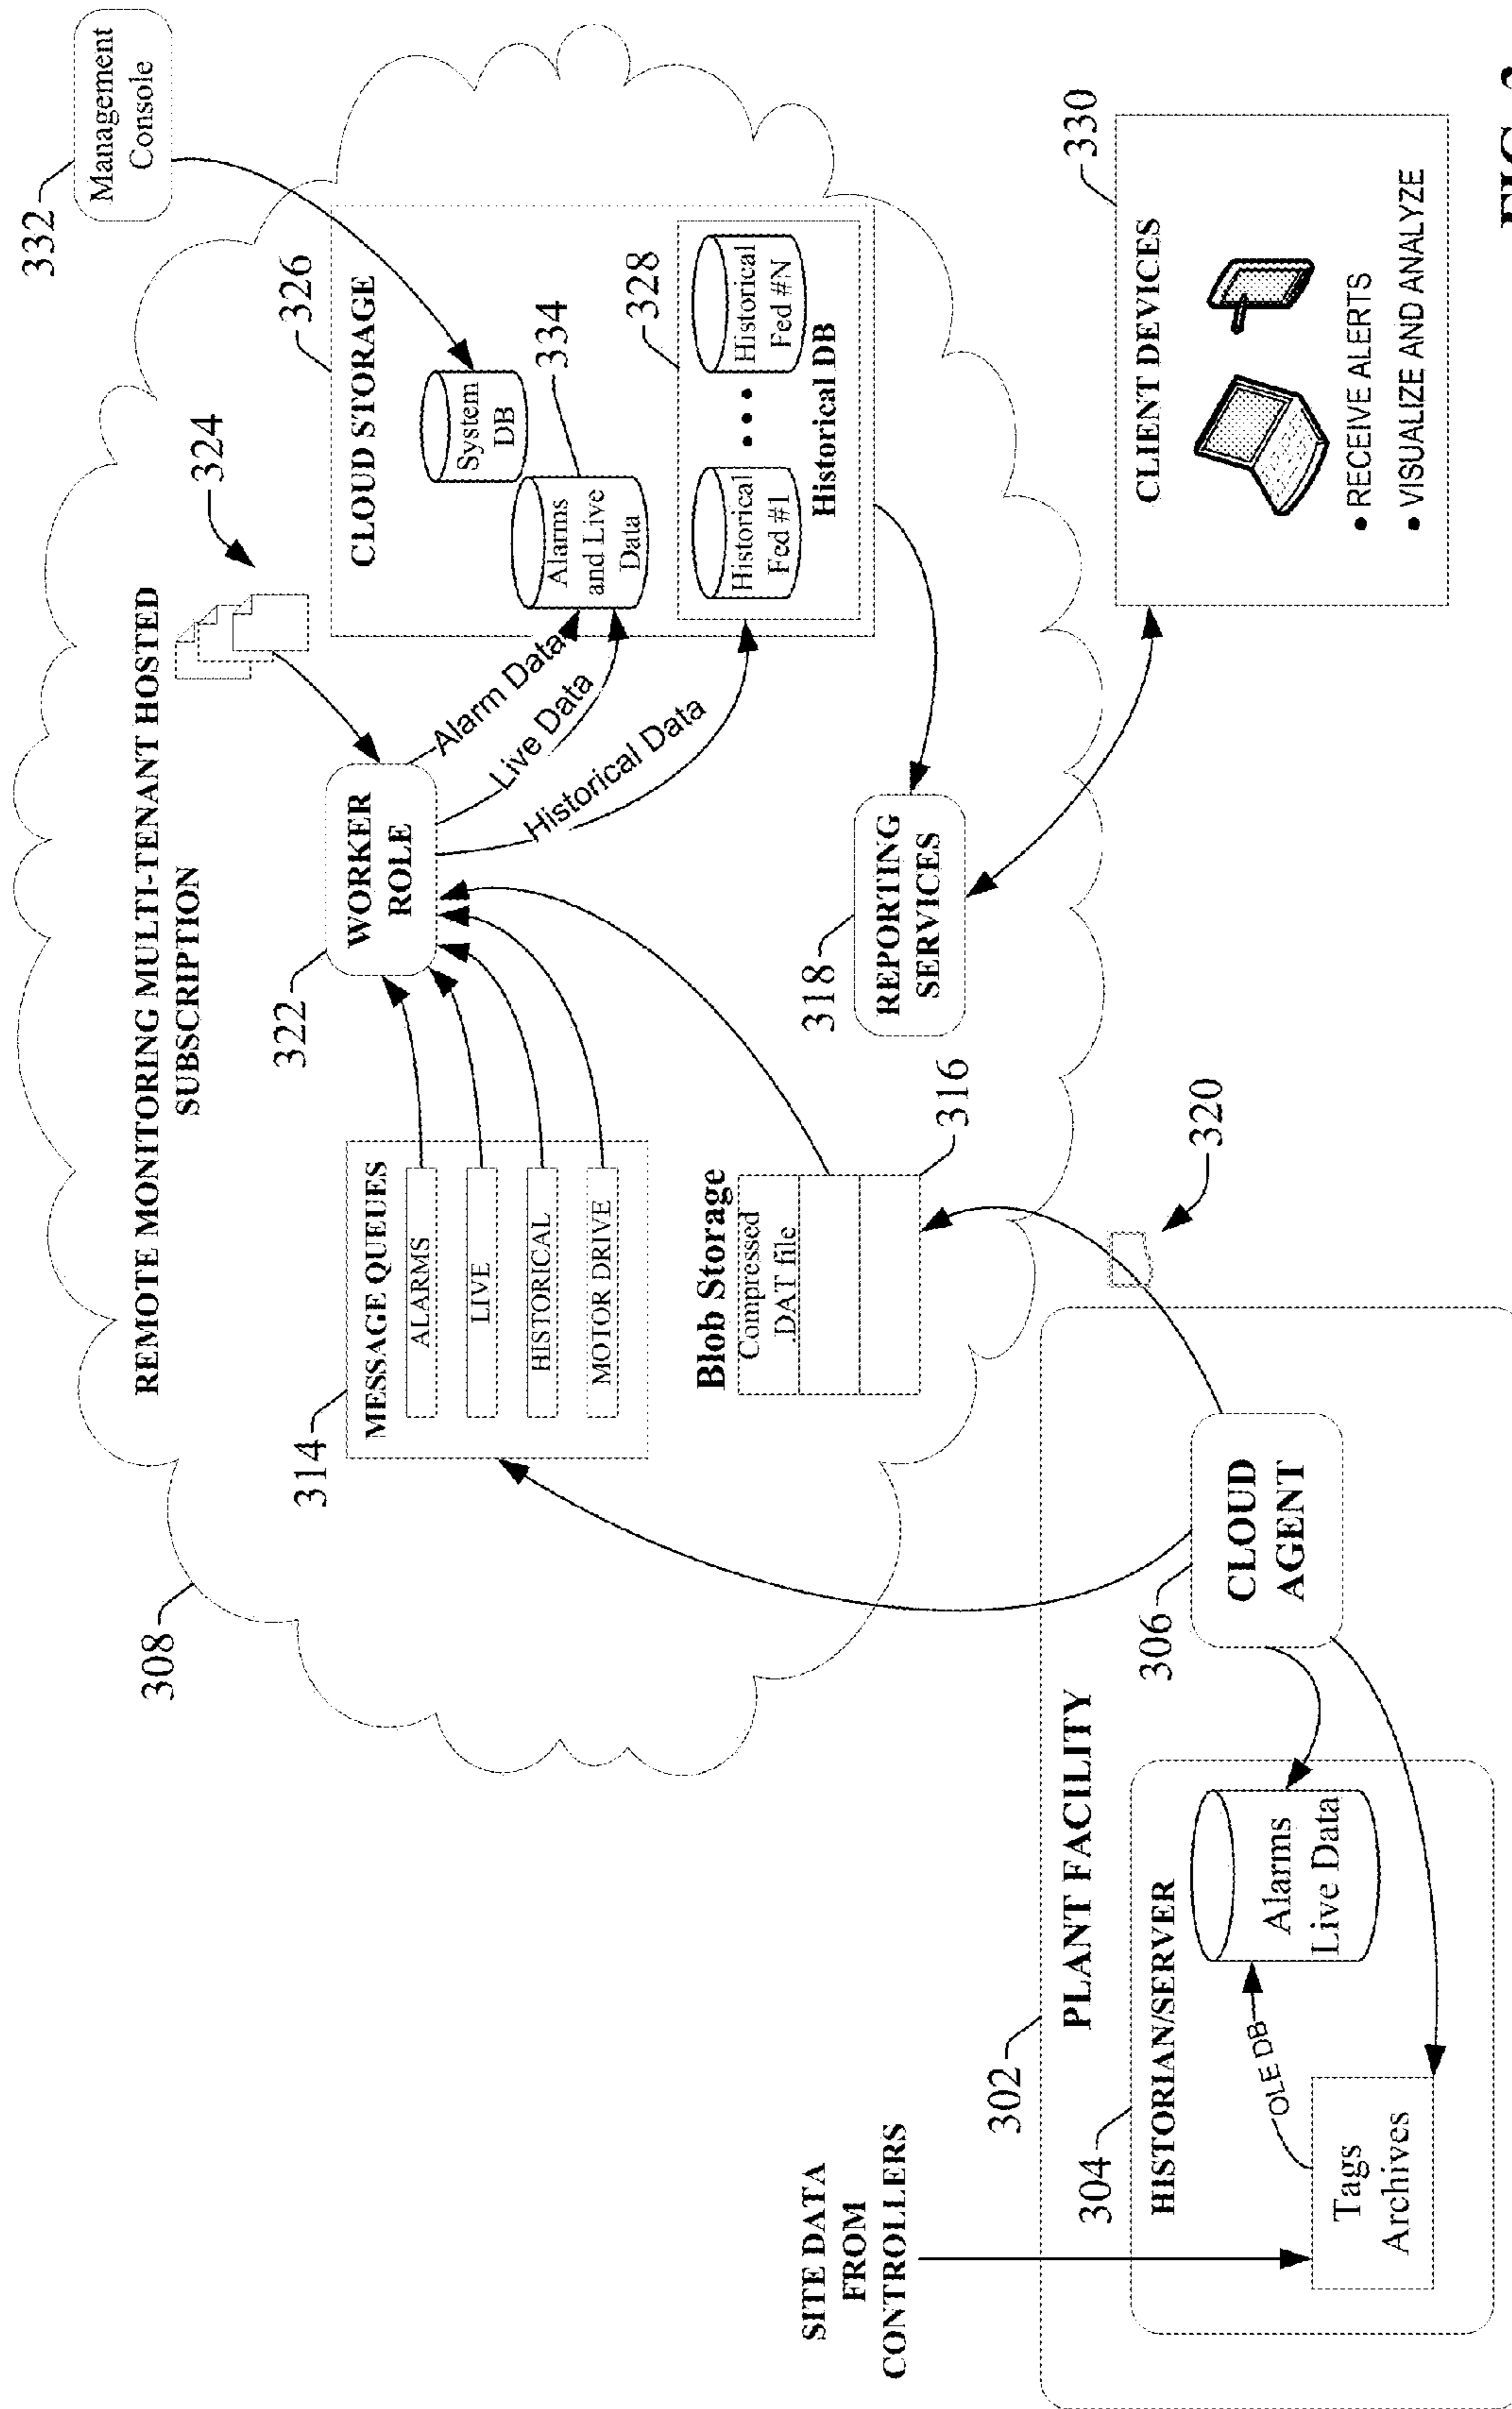 REMOTE MONITORING MULTI-TENANT HOSTED
SUBSCRIPTION
308
314
MESSAGE QUEUES
ALARMS
LIVE
HISTORICAL
MOTOR DRIVE
Blob Storage
Compressed
.DAT file
316
322
WORKER
ROLE
324
Alarm Data
Live Data
Historical Data
318
REPORTING
SERVICES
326
CLOUD STORAGE
System
DB
Alarms
and Live
Data
334
328
Historical
Fed #1
Historical
Fed #N
Historical DB
332
Management
Console
330
CLIENT DEVICES
• RECEIVE ALERTS
• VISUALIZE AND ANALYZE
320
SITE DATA
FROM
CONTROLLERS
302
PLANT FACILITY
304
HISTORIAN/SERVER
Tags
Archives
OLE DB
Alarms
Live Data
306
CLOUD
AGENT